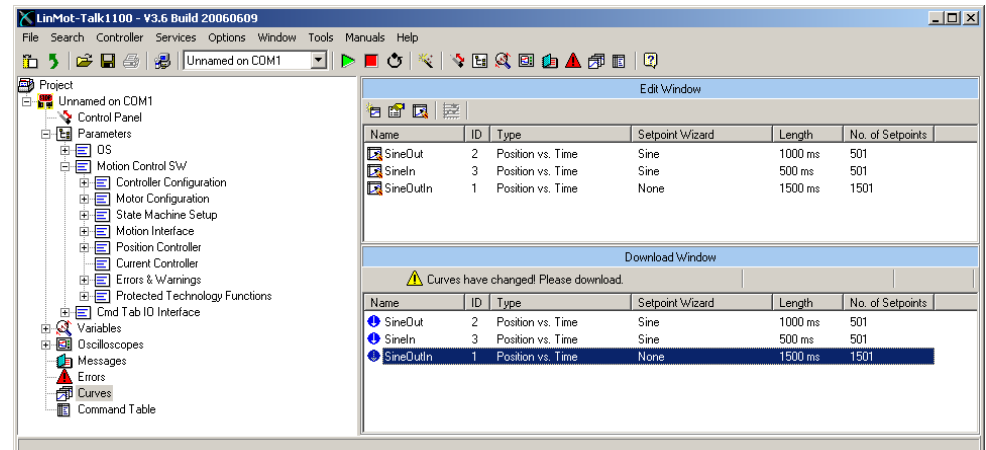 LinMot-Talk1100 - V3.6 Build 20060609
File Search Controller Services Options Window Tools Manuals Help
Unnamed on COM1
Project
Unnamed on COM1
Control Panel
Parameters
OS
Motion Control SW
Controller Configuration
Motor Configuration
State Machine Setup
Motion Interface
Position Controller
Current Controller
Errors & Warnings
Protected Technology Functions
Cmd Tab IO Interface
Variables
Oscilloscopes
Messages
Errors
Curves
Command Table
Edit Window
Name ID Type Setpoint Wizard Length No. of Setpoints
SineOut 2 Position vs. Time Sine 1000 ms 501
SineIn 3 Position vs. Time Sine 500 ms 501
SineOutIn 1 Position vs. Time None 1500 ms 1501
Download Window
Curves have changed! Please download.
Name ID Type Setpoint Wizard Length No. of Setpoints
SineOut 2 Position vs. Time Sine 1000 ms 501
SineIn 3 Position vs. Time Sine 500 ms 501
SineOutIn 1 Position vs. Time None 1500 ms 1501